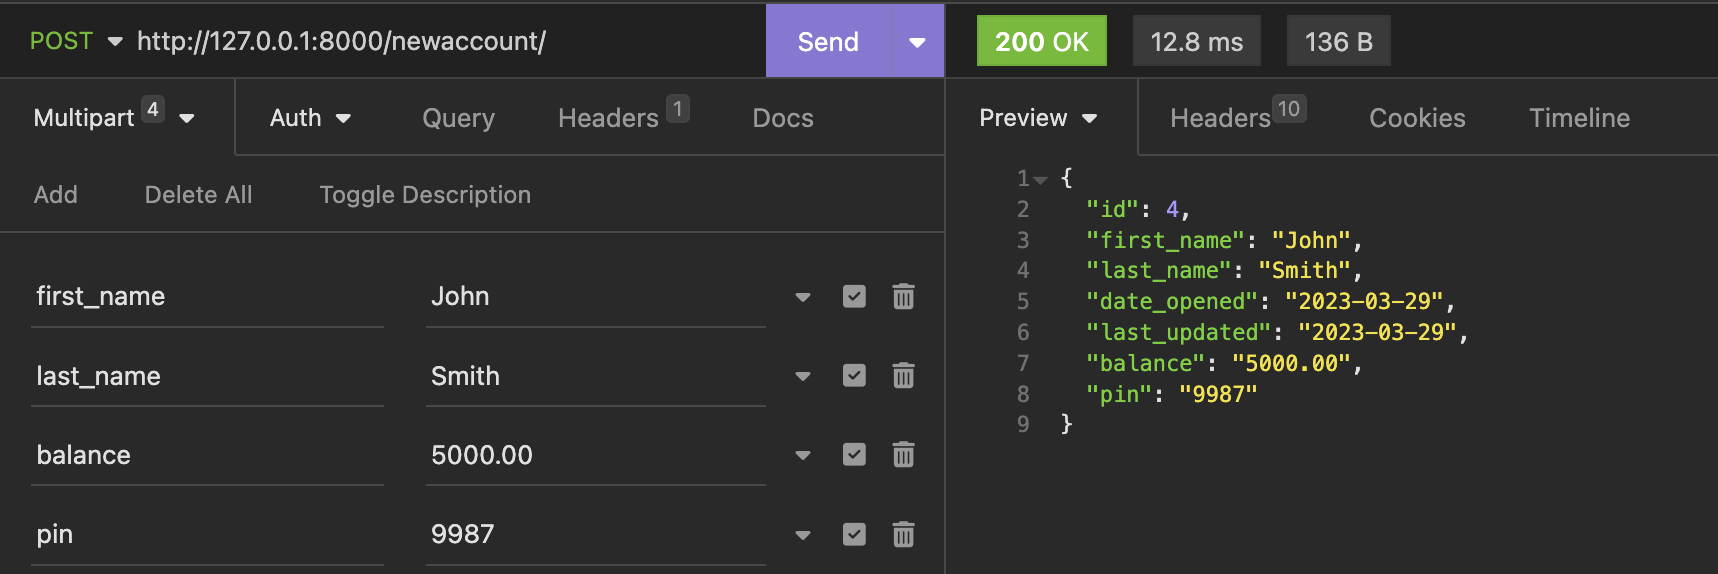 POST http://127.0.0.1:8000/newaccount/ Send 200 OK 12.8 ms 136 B
Multipart 4 Auth Query Headers 1 Docs
Preview Headers 10 Cookies Timeline
Add Delete All Toggle Description
first_name John
last_name Smith
balance 5000.00
pin 9987
1 {
2 "id": 4,
3 "first_name": "John",
4 "last_name": "Smith",
5 "date_opened": "2023-03-29",
6 "last_updated": "2023-03-29",
7 "balance": "5000.00",
8 "pin": "9987"
9 }